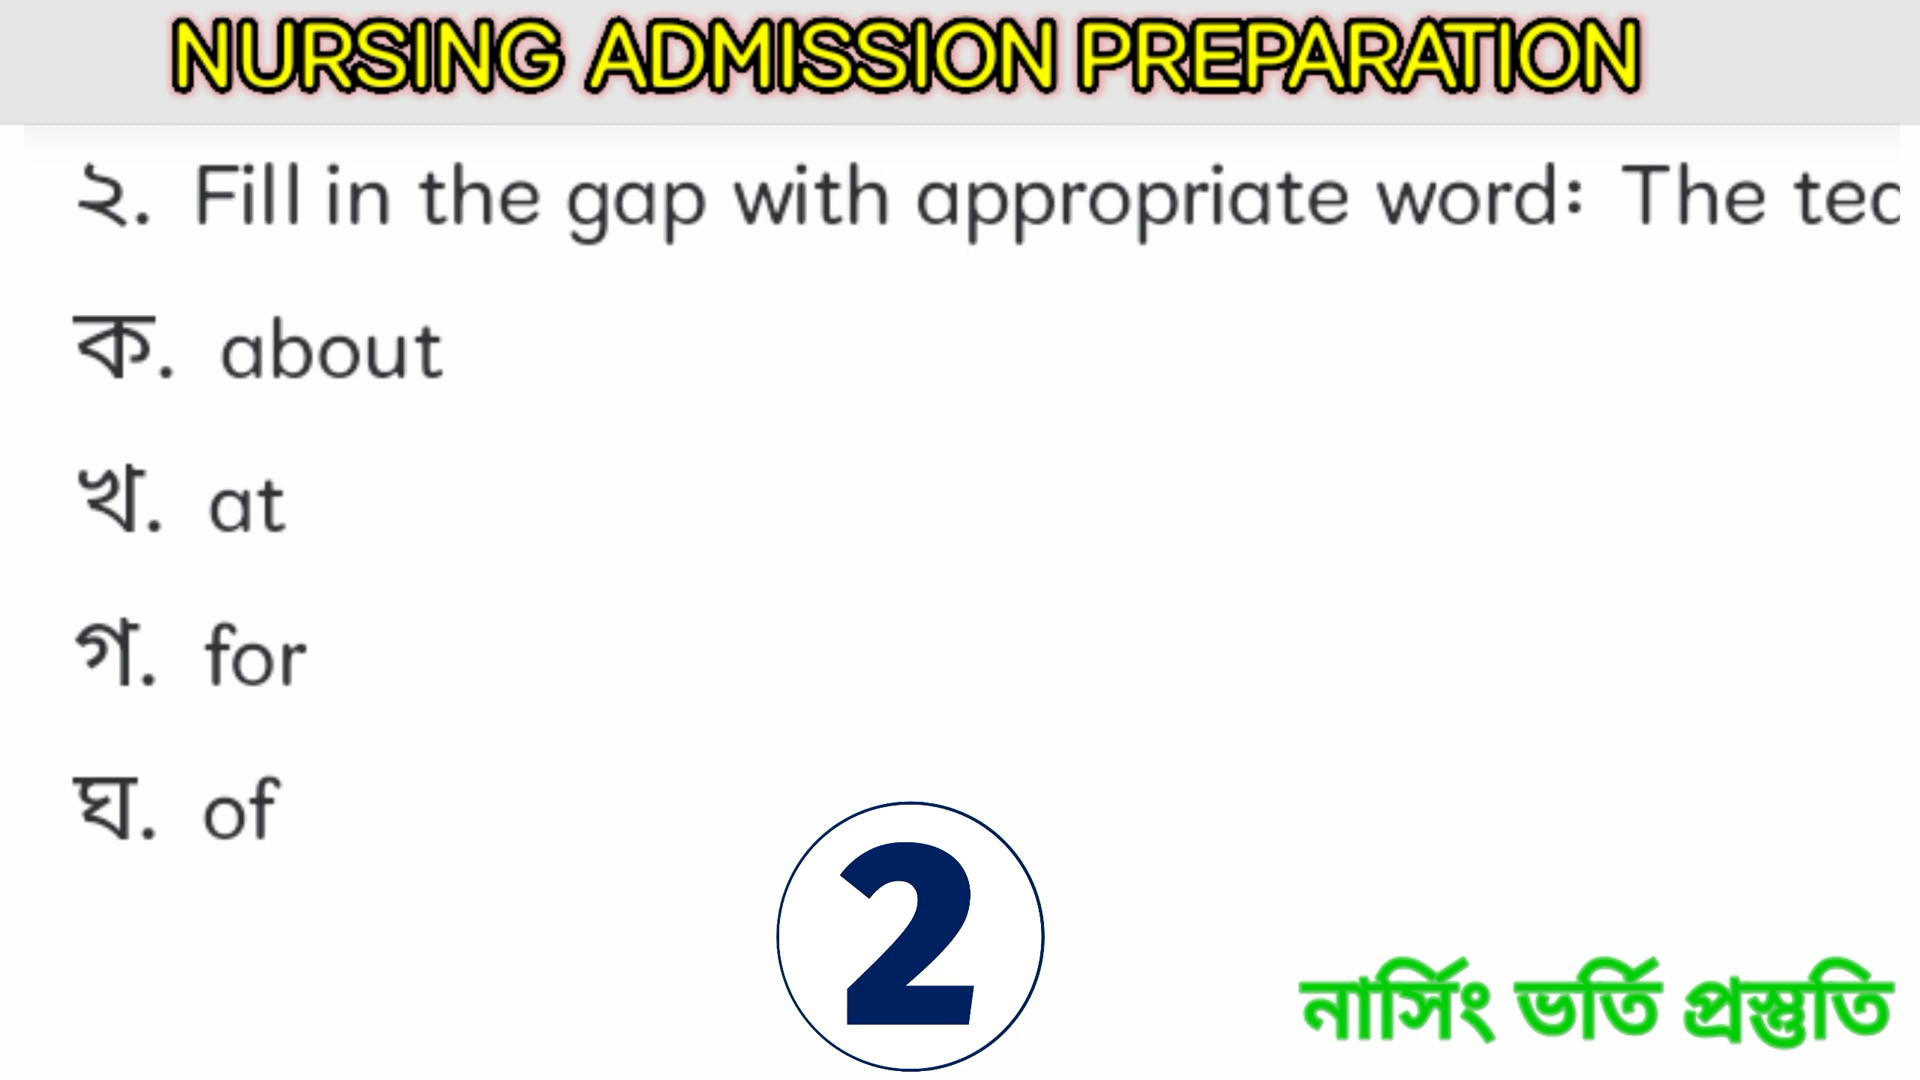 NURSING ADMISSION PREPARATION
২. Fill in the gap with appropriate word: The
ক. about
খ. at
গ. for
ঘ. of
2
নার্সিং ভর্তি প্রস্তুতি